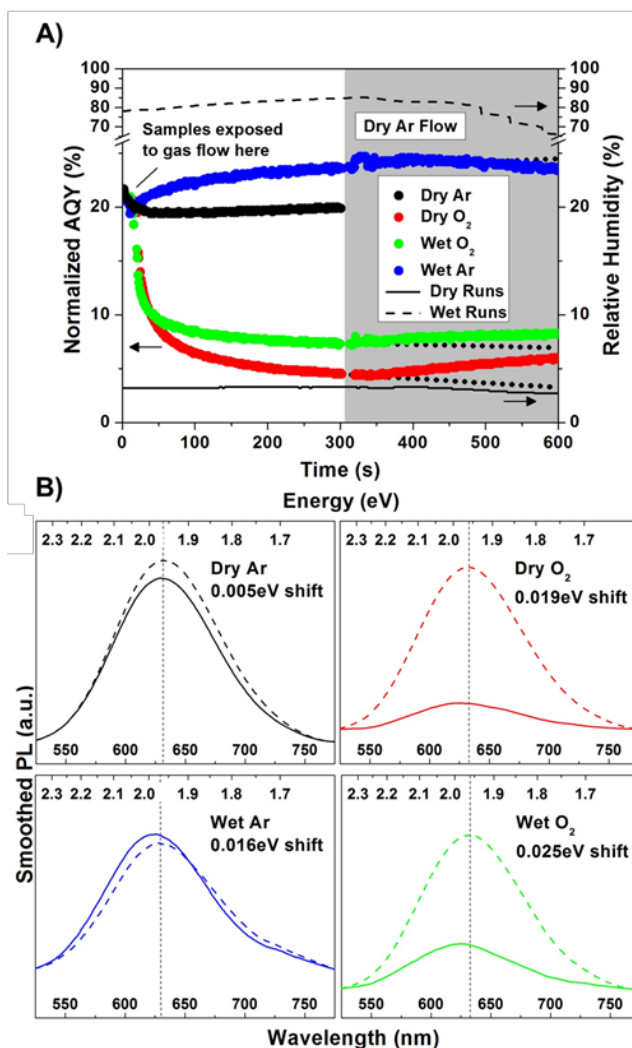 A)
100
90
80
70
20
10
0
Normalized AQY (%)
100
90
80
70
20
10
0
Relative Humidity (%)
Samples exposed
to gas flow here
Dry Ar Flow
Dry Ar
Dry O2
Wet O2
Wet Ar
Dry Runs
Wet Runs
0 100 200 300 400 500 600
Time (s)
B)
Energy (eV)
2.3 2.2 2.1 2.0 1.9 1.8 1.7
Dry Ar
0.005eV shift
550 600 650 700 750
2.3 2.2 2.1 2.0 1.9 1.8 1.7
Dry O2
0.019eV shift
550 600 650 700 750
2.3 2.2 2.1 2.0 1.9 1.8 1.7
Wet Ar
0.016eV shift
550 600 650 700 750
2.3 2.2 2.1 2.0 1.9 1.8 1.7
Wet O2
0.025eV shift
550 600 650 700 750
Smoothed PL (a.u.)
Wavelength (nm)